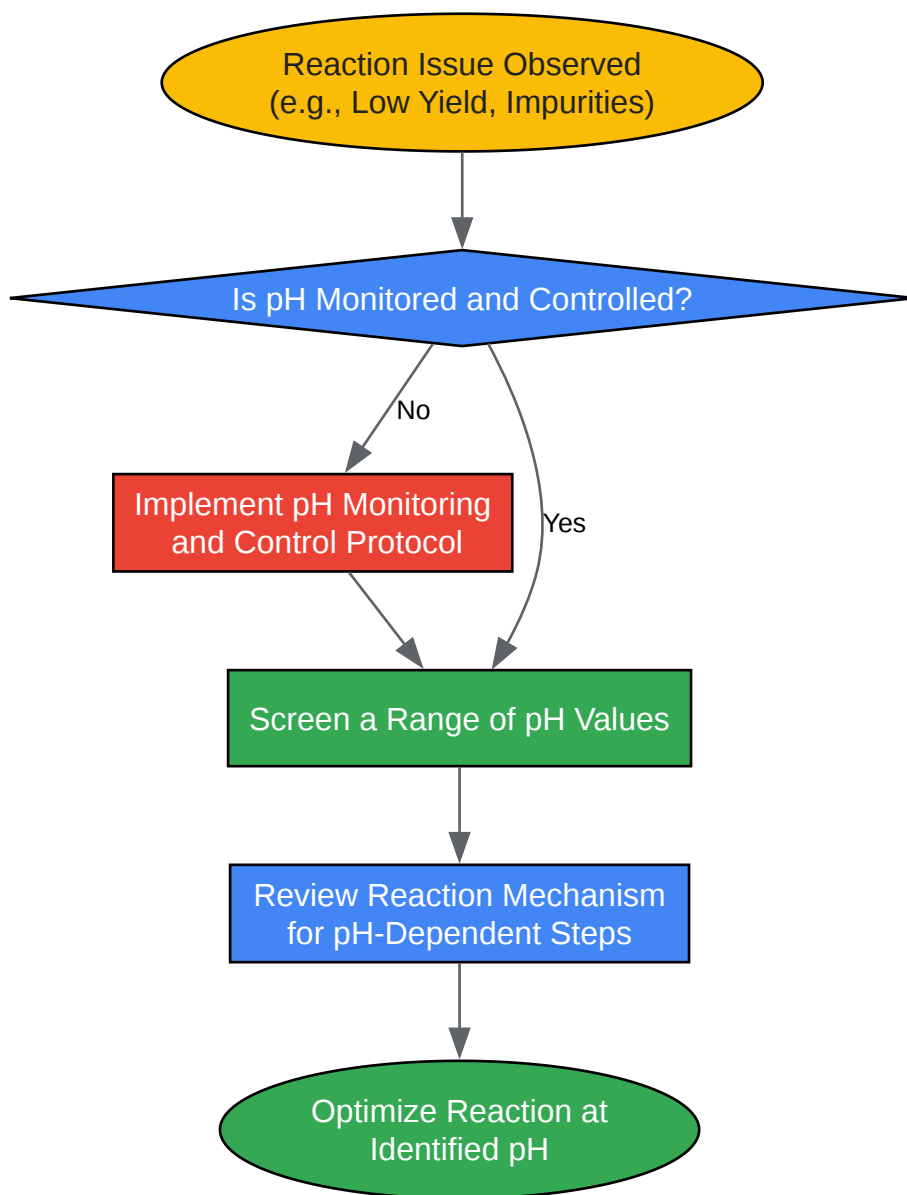 Reaction Issue Observed
(e.g., Low Yield, Impurities)
Is pH Monitored and Controlled?
No
Implement pH Monitoring
and Control Protocol
Yes
Screen a Range of pH Values
Review Reaction Mechanism
for pH-Dependent Steps
Optimize Reaction at
Identified pH